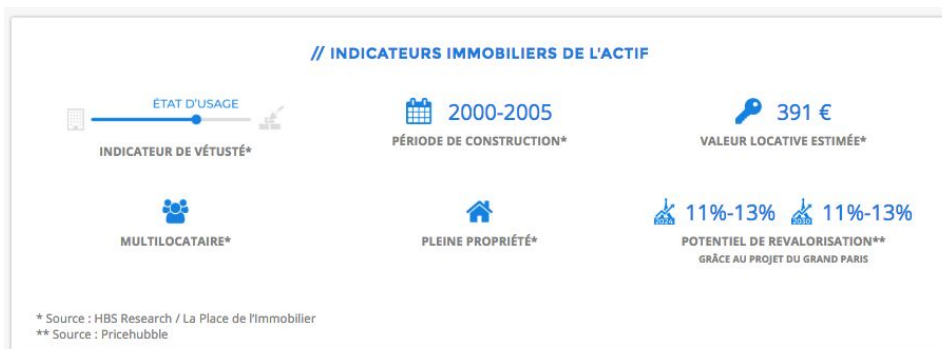 // INDICATEURS IMMOBILIERS DE L'ACTIF
ÉTAT D'USAGE
INDICATEUR DE VÉTUSTÉ*
2000-2005
PÉRIODE DE CONSTRUCTION*
391 €
VALEUR LOCATIVE ESTIMÉE*
MULTILOCATAIRE*
PLEINE PROPRIÉTÉ*
2024 11%-13% 2030 11%-13%
POTENTIEL DE REVALORISATION**
GRÂCE AU PROJET DU GRAND PARIS
* Source : HBS Research / La Place de l'Immobilier
** Source : Pricehubble